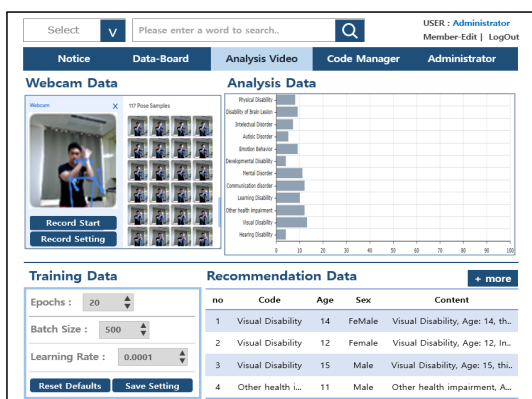 Select V Please enter a word to search.. USER : Administrator
Member-Edit | LogOut
Notice Data-Board Analysis Video Code Manager Administrator
Webcam Data
Webcam X 117 Pose Samples
Record Start
Record Setting
Analysis Data
Physical Disability
Disability of Brain Lesion
Intelectual Disorder
Autisic Disorder
Emotion Behavior
Developmental Disability
Mental Disorder
Communication disorder
Learning Disability
Other health impairment
Visual Disability
Hearing Disability
0 10 20 30 40 50 60 70 80 90 100
Training Data
Epochs : 20
Batch Size : 500
Learning Rate : 0.0001
Reset Defaults Save Setting
Recommendation Data + more
no Code Age Sex Content
1 Visual Disability 14 FeMale Visual Disability, Age: 14, th..
2 Visual Disability 12 Female Visual Disability, Age: 12, In..
3 Visual Disability 15 Male Visual Disability, Age: 15, thi..
4 Other health i... 11 Male Other health impairment, A...